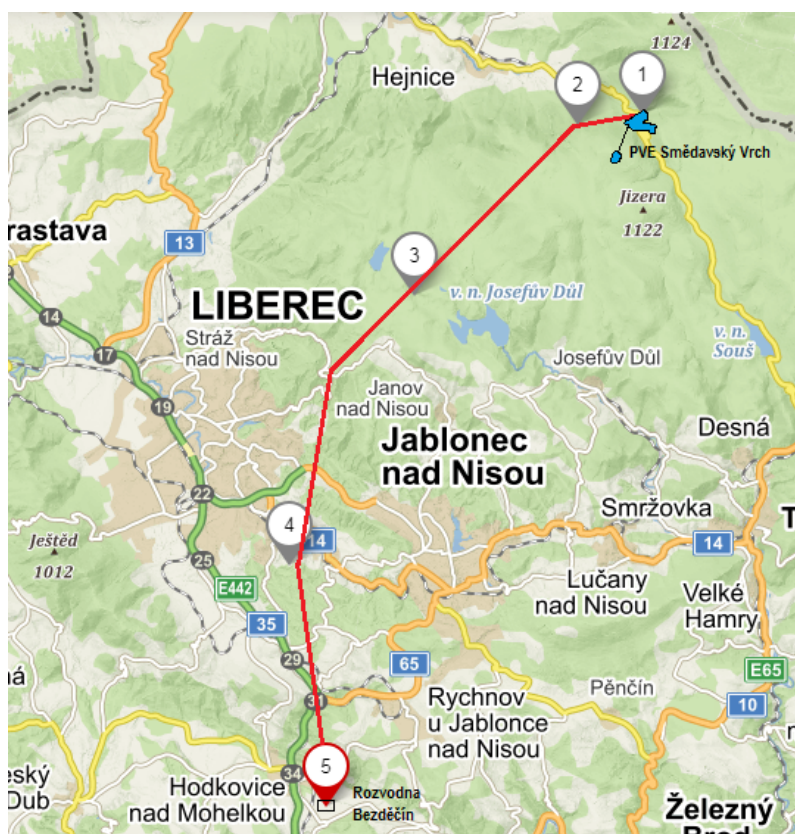 1124
Hejnice
1
2
PVE Smědavský Vrch
Jizera
1122
rastava
13
3
v. n. Josefův Důl
LIBEREC
14
Stráž
nad Nisou
17
Josefův Důl
v. n.
Souš
Janov
nad Nisou
19
Jablonec
nad Nisou
Desná
22
Smržovka
4
14
14
Ještěd
1012
25
E442
Lučany
nad Nisou
Velké
Hamry
35
29
65
E65
Pěnčín
31
10
Rychnov
u Jablonce
nad Nisou
5
34
Hodkovice
nad Mohelkou
Rozvodna
Bezděčín
eský
Dub
Železný
Brod